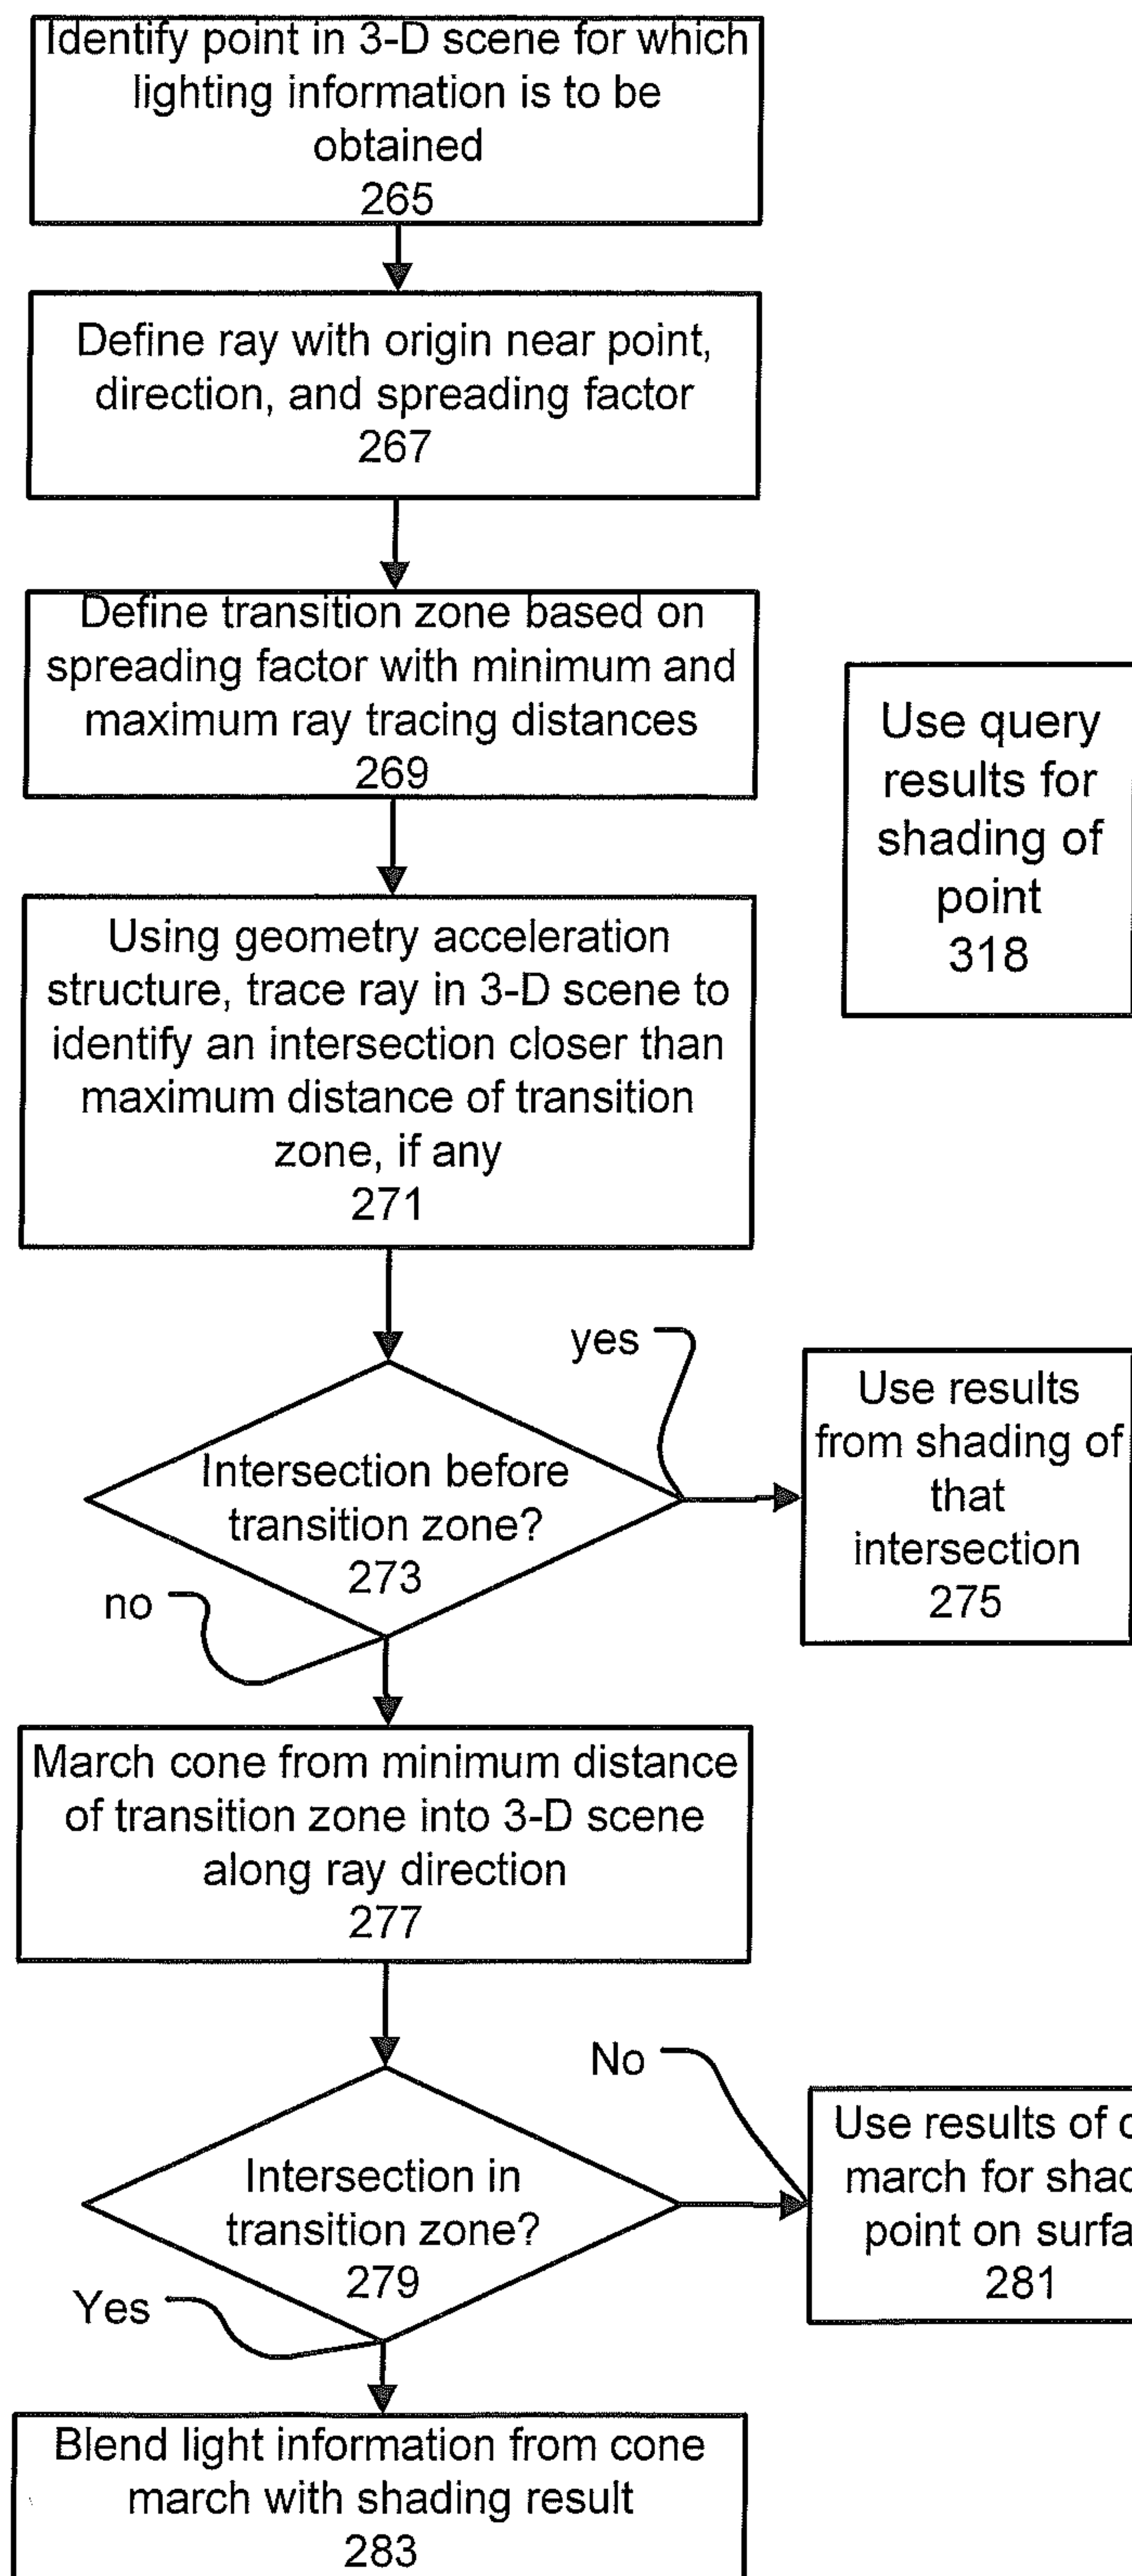 Identify point in 3-D scene for which
lighting information is to be
obtained
265
Define ray with origin near point,
direction, and spreading factor
267
Define transition zone based on
spreading factor with minimum and
maximum ray tracing distances
269
Use query
results for
shading of
point
318
Using geometry acceleration
structure, trace ray in 3-D scene to
identify an intersection closer than
maximum distance of transition
zone, if any
271
yes
Intersection before
transition zone?
273
Use results
from shading of
that
intersection
275
no
March cone from minimum distance
of transition zone into 3-D scene
along ray direction
277
No
Intersection in
transition zone?
279
Use results of
march for
point on
281
Yes
Blend light information from cone
march with shading result
283